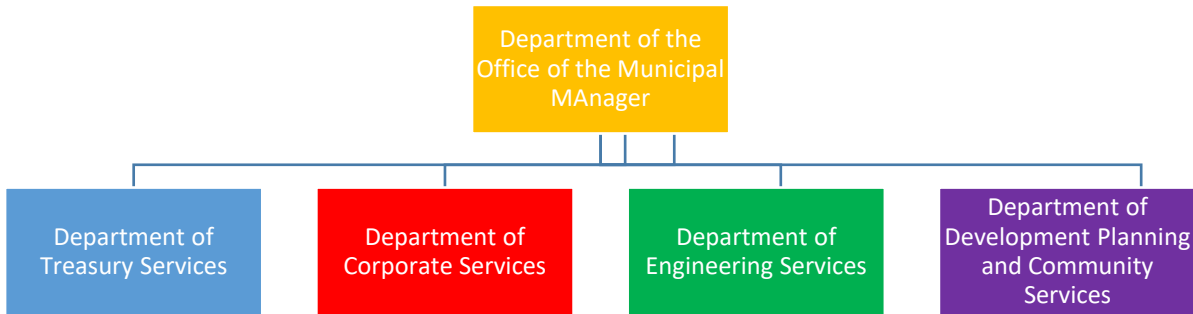 Department of the
Office of the Municipal
MAnager
Department of
Treasury Services
Department of
Corporate Services
Department of
Engineering Services
Department of
Development Planning
and Community
Services